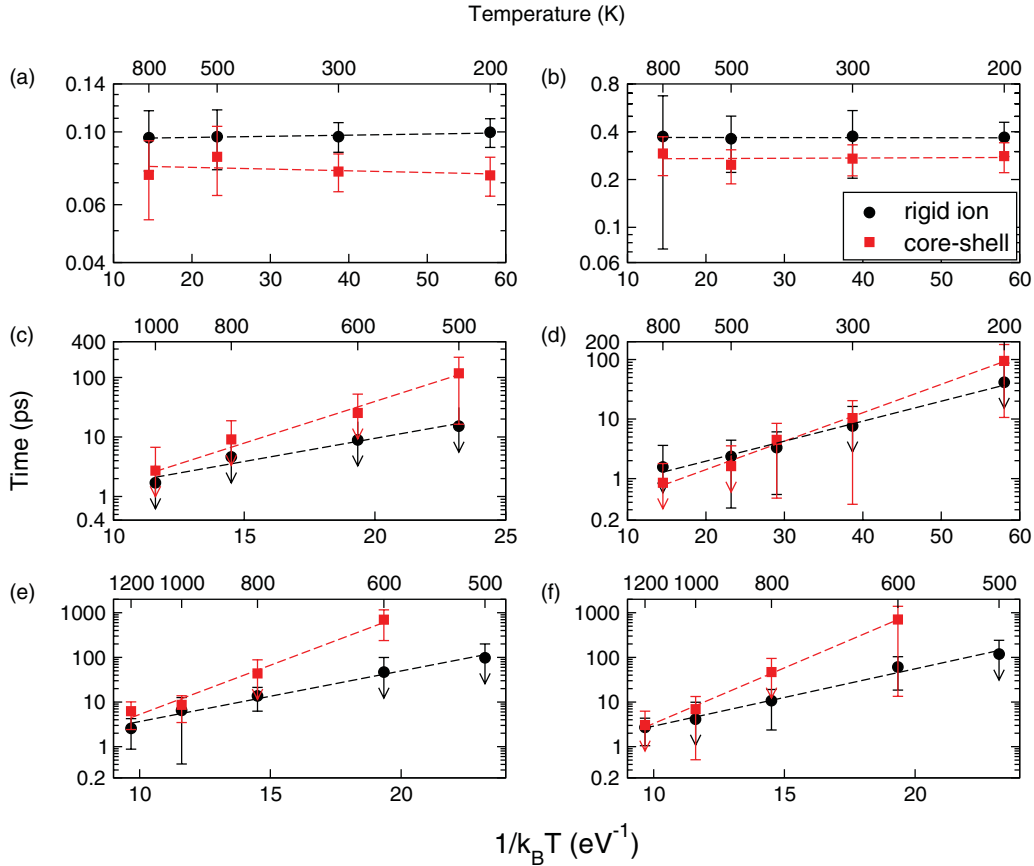 Temperature (K)
(a) 800 500 300 200
0.14
0.10
0.06
0.04
10 20 30 40 50 60
(b) 800 500 300 200
0.8
0.4
0.2
0.1
0.06
rigid ion
core-shell
10 20 30 40 50 60
Time (ps)
(c) 1000 800 600 500
400
100
10
1
0.4
10 15 20 25
(d) 800 500 300 200
200
100
10
1
0.2
10 20 30 40 50 60
(e) 1200 1000 800 600 500
1000
100
10
1
0.2
10 15 20
(f) 1200 1000 800 600 500
1000
100
10
1
0.2
10 15 20
1/k_BT (eV⁻¹)